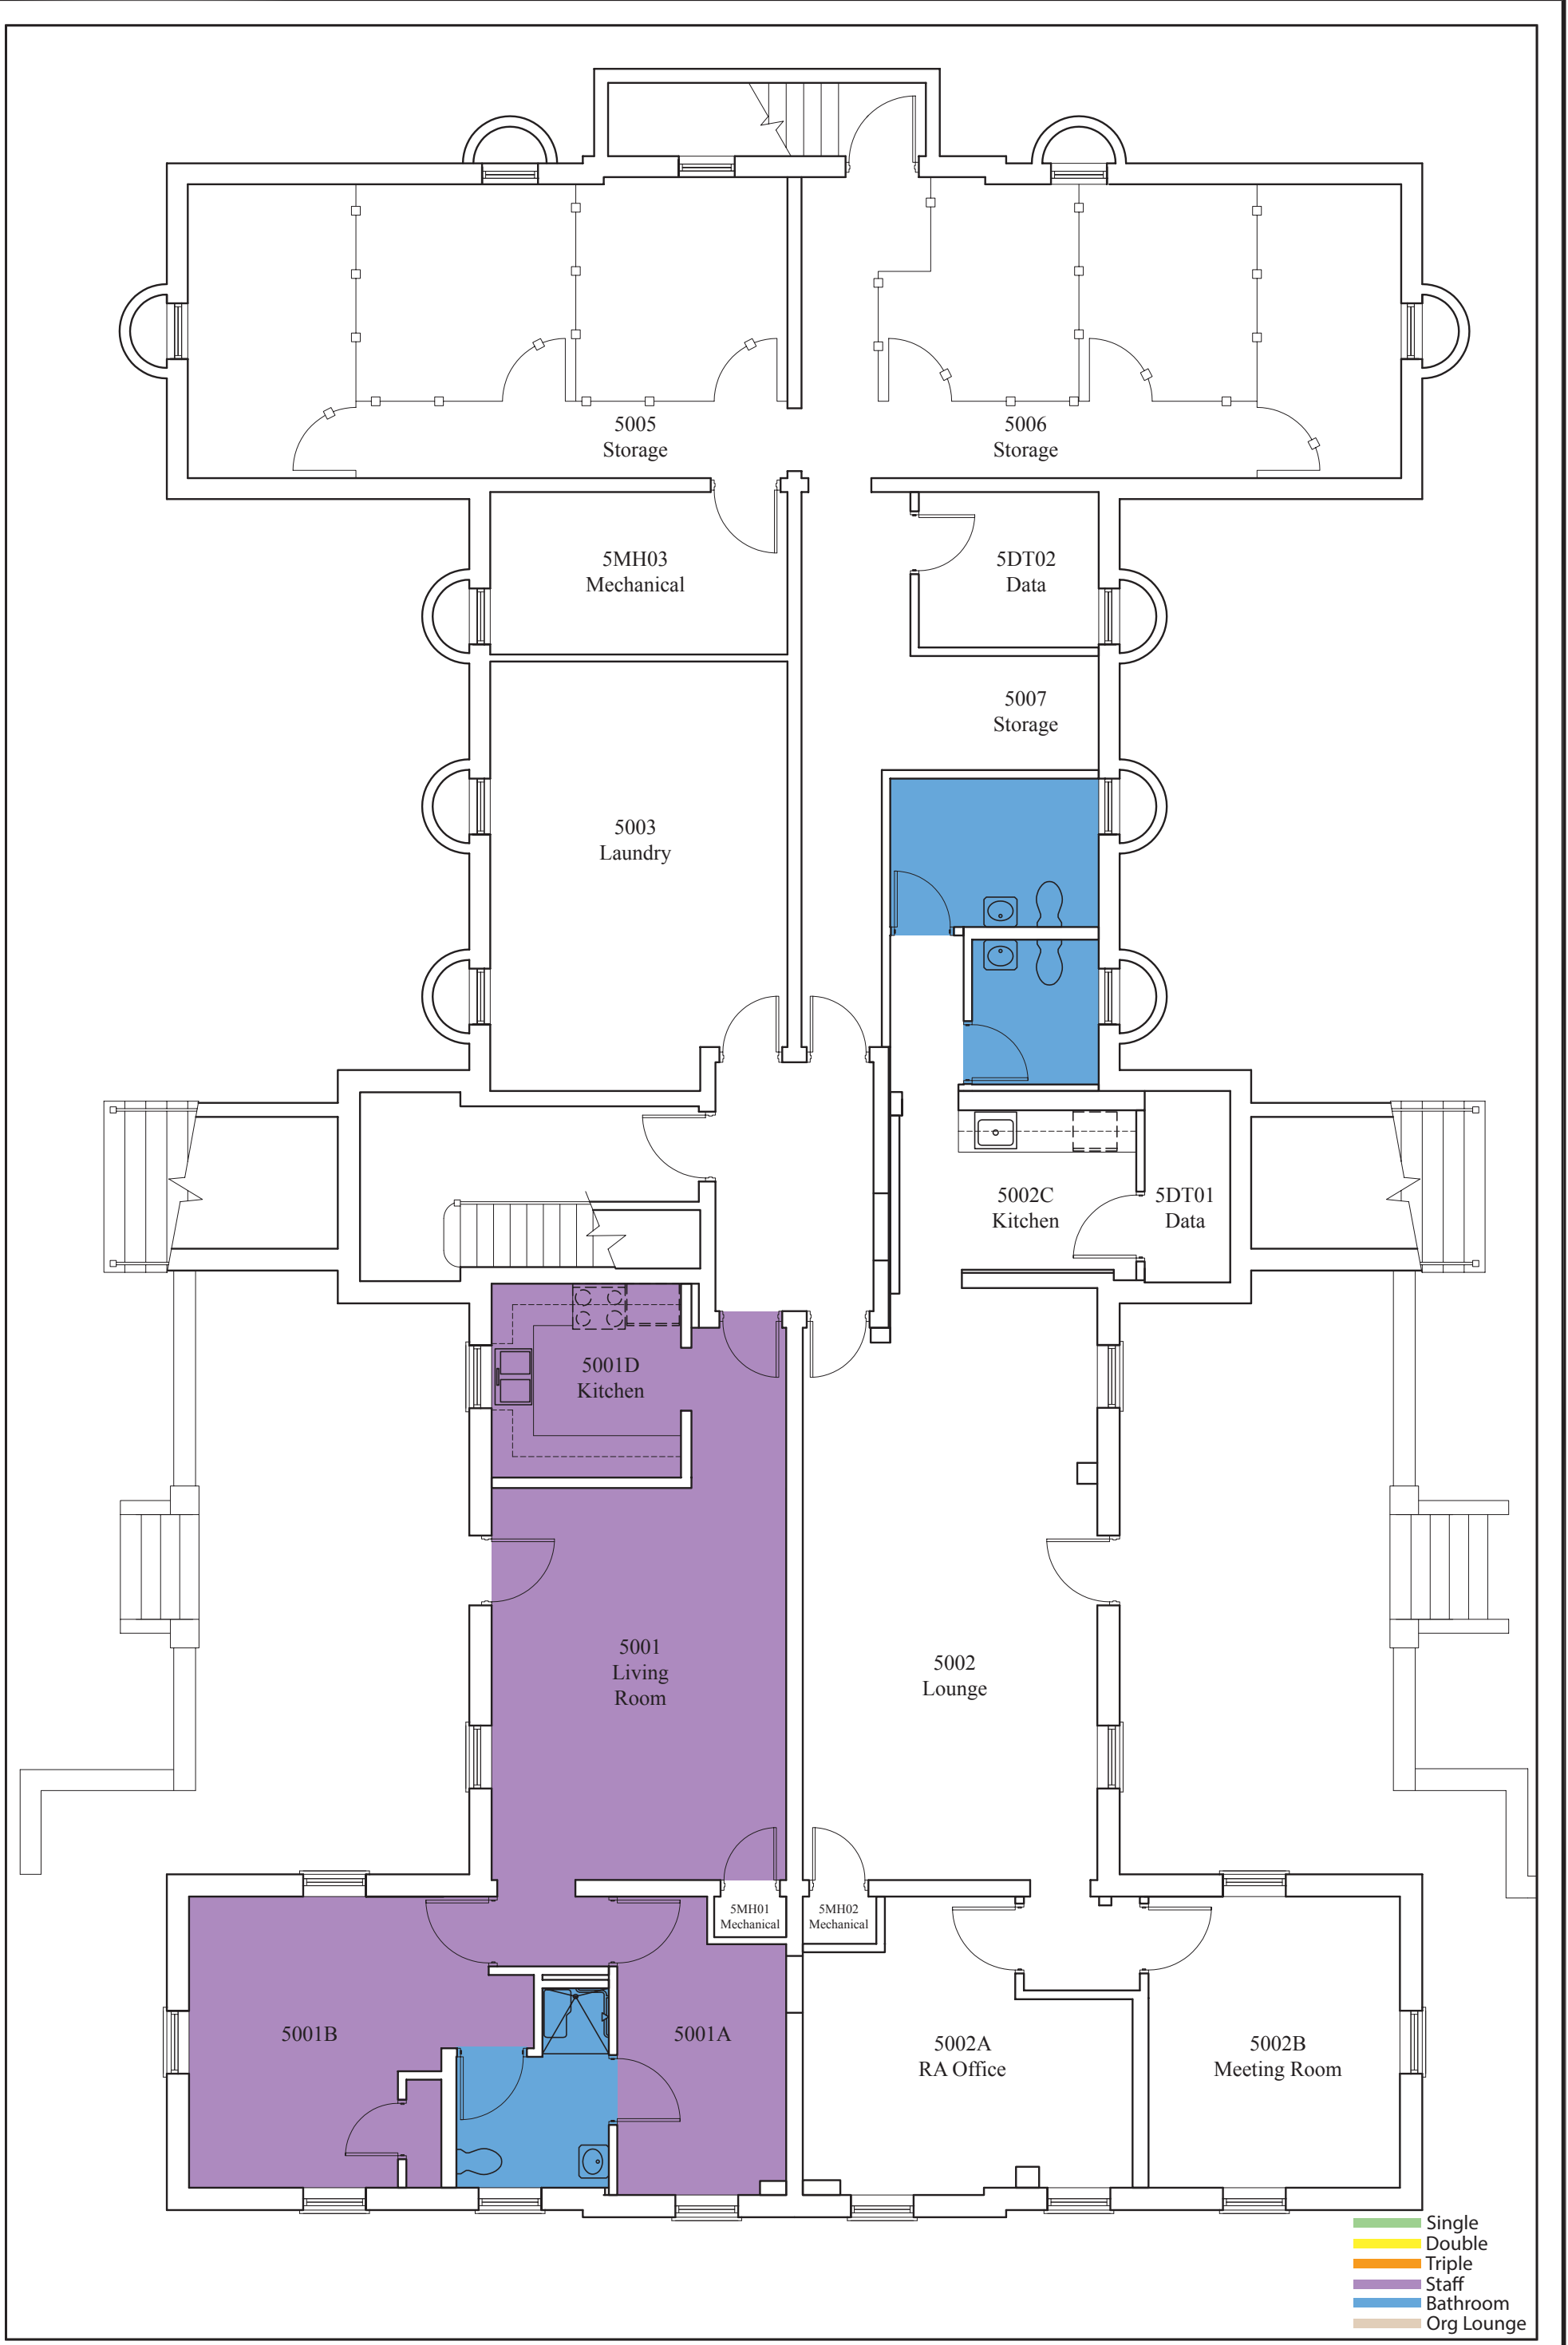 5005
Storage
5006
Storage
5MH03
Mechanical
5DT02
Data
5007
Storage
5003
Laundry
5002C
Kitchen
5DT01
Data
5001D
Kitchen
5001
Living
Room
5002
Lounge
5MH01
Mechanical
5MH02
Mechanical
5001B
5001A
5002A
RA Office
5002B
Meeting Room
Single
Double
Triple
Staff
Bathroom
Org Lounge